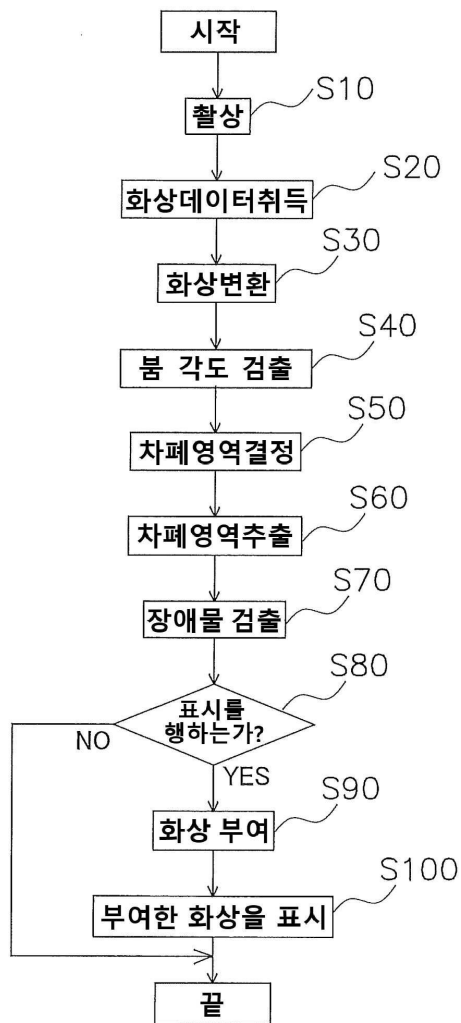 시작
촬상
S10
화상데이터취득
S20
화상변환
S30
붐 각도 검출
S40
차폐영역결정
S50
차폐영역추출
S60
장애물 검출
S70
표시를
행하는가?
S80
NO
YES
화상 부여
S90
부여한 화상을 표시
S100
끝